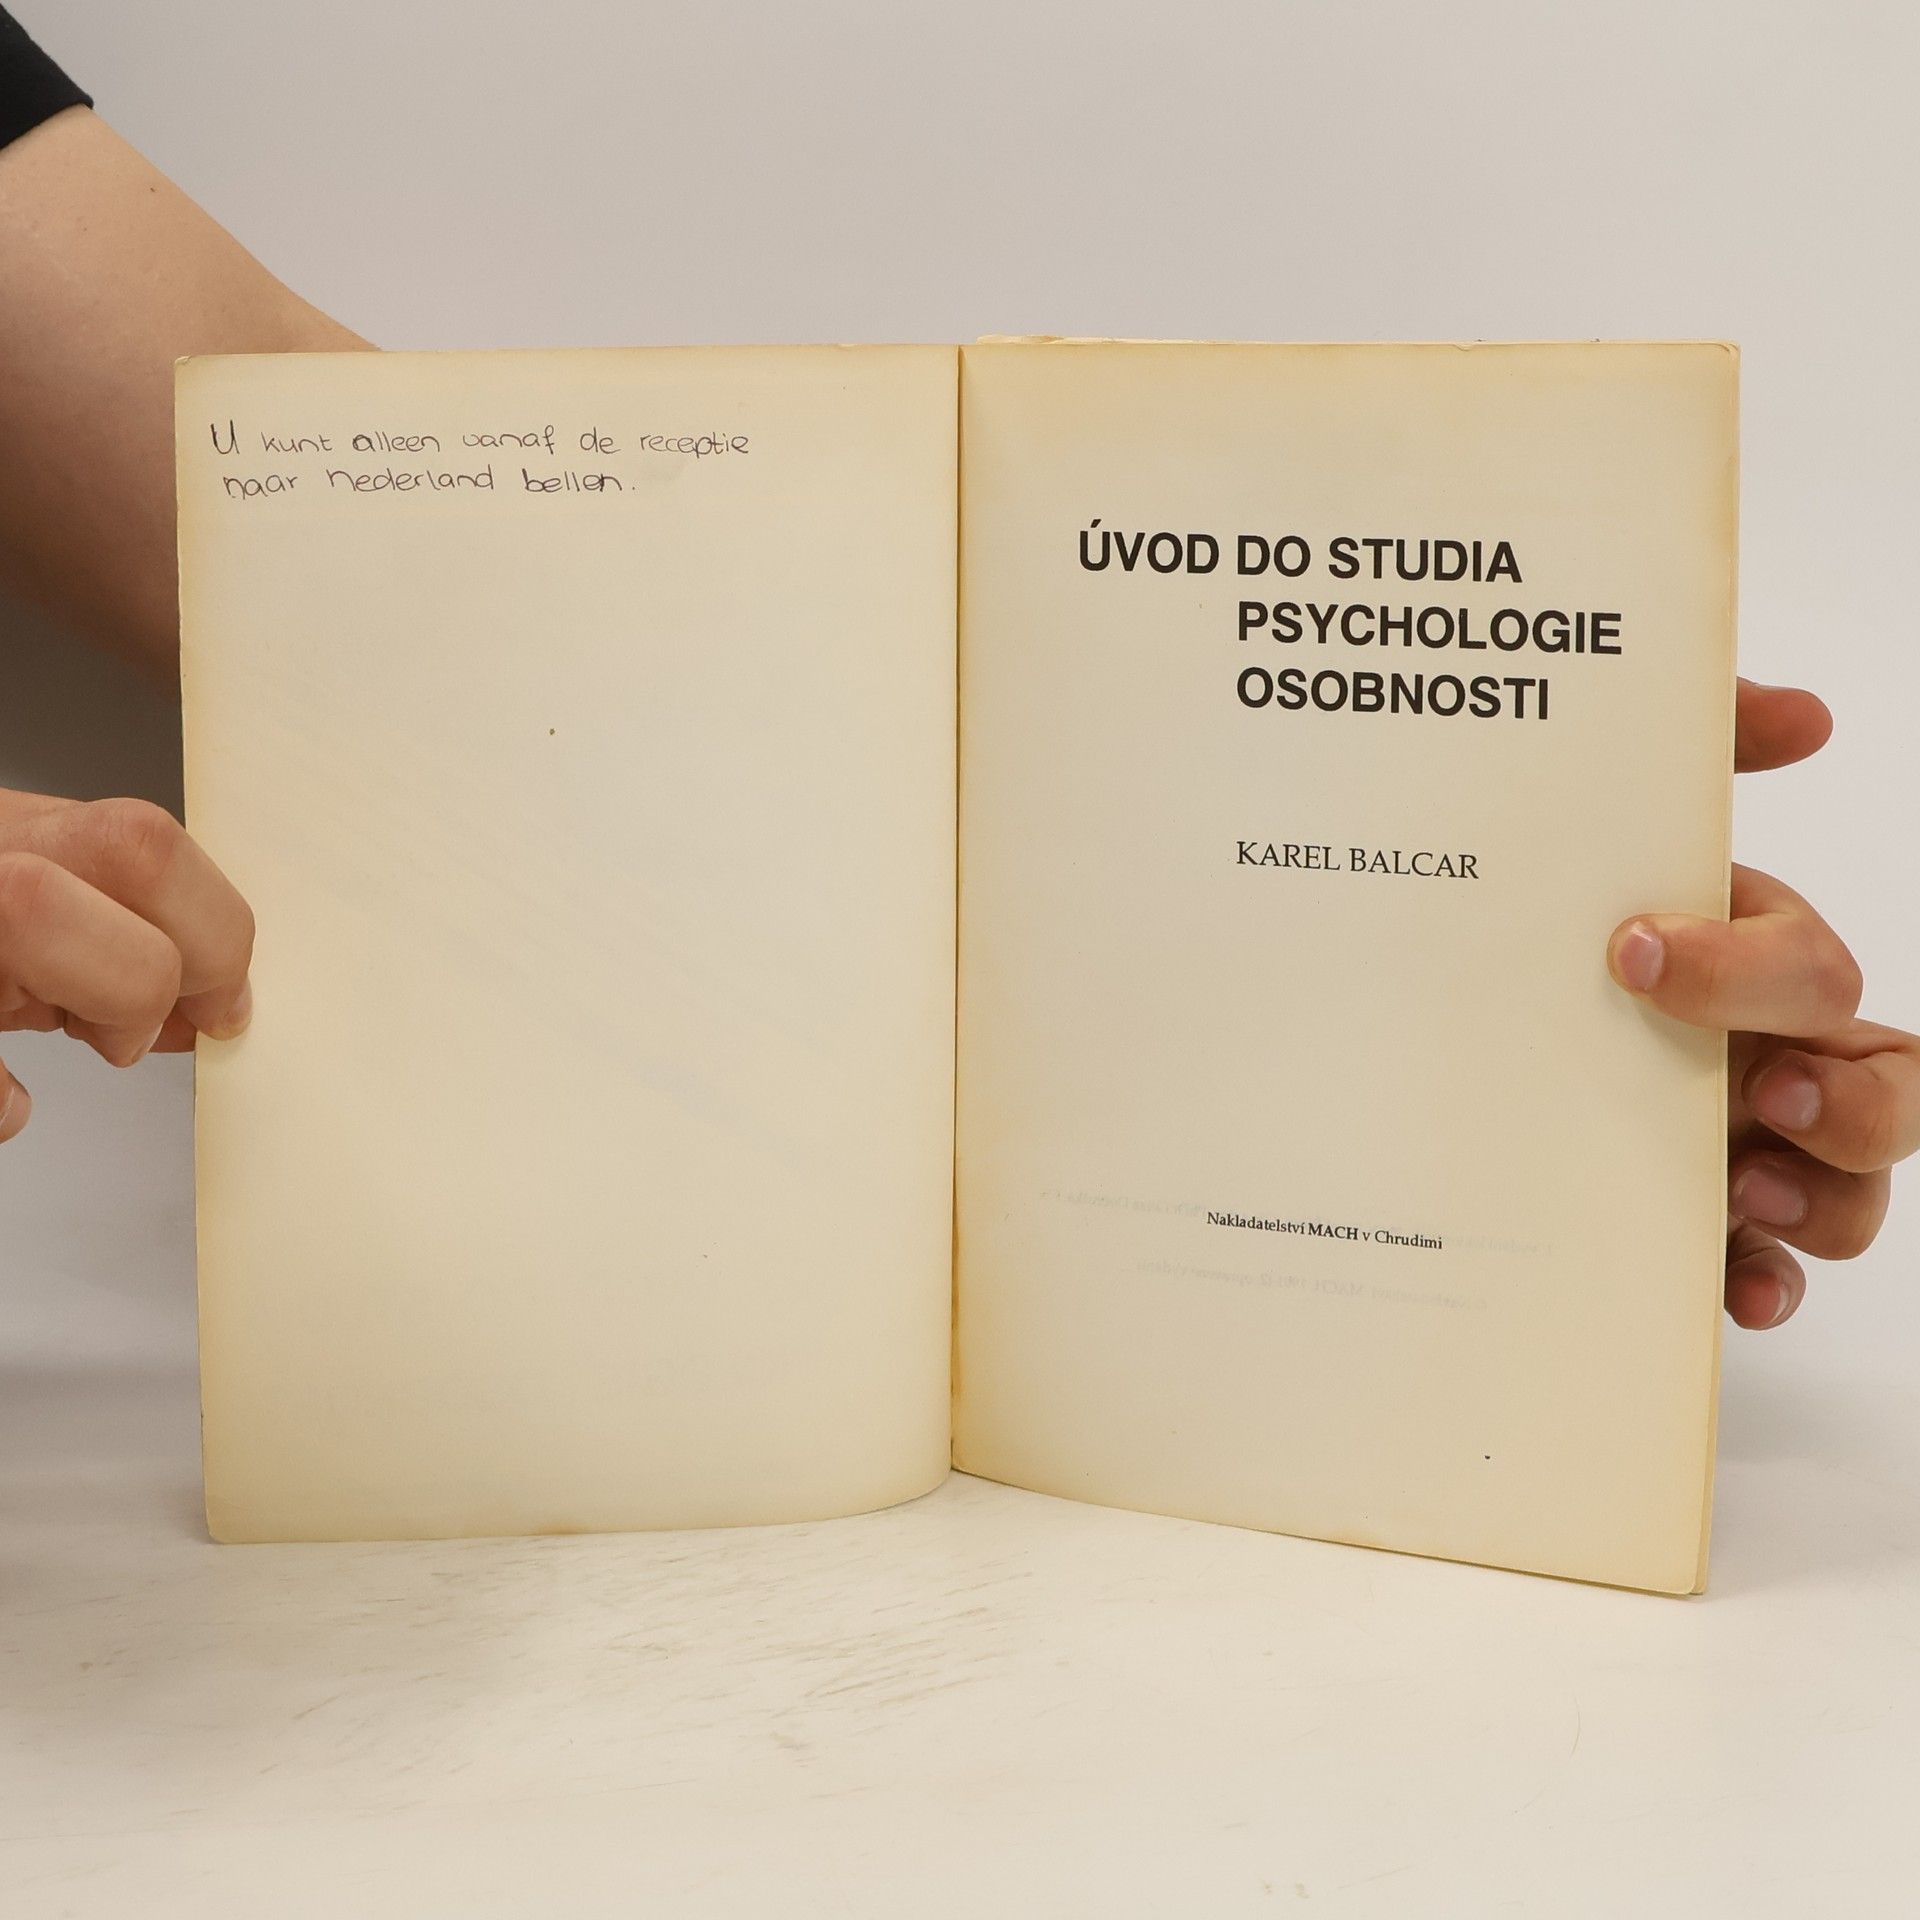 U kunt alleen vanaf de receptie
naar nederland bellen.
ÚVOD DO STUDIA
PSYCHOLOGIE
OSOBNOSTI
KAREL BALCAR
Nakladatelství MACH v Chrudimi